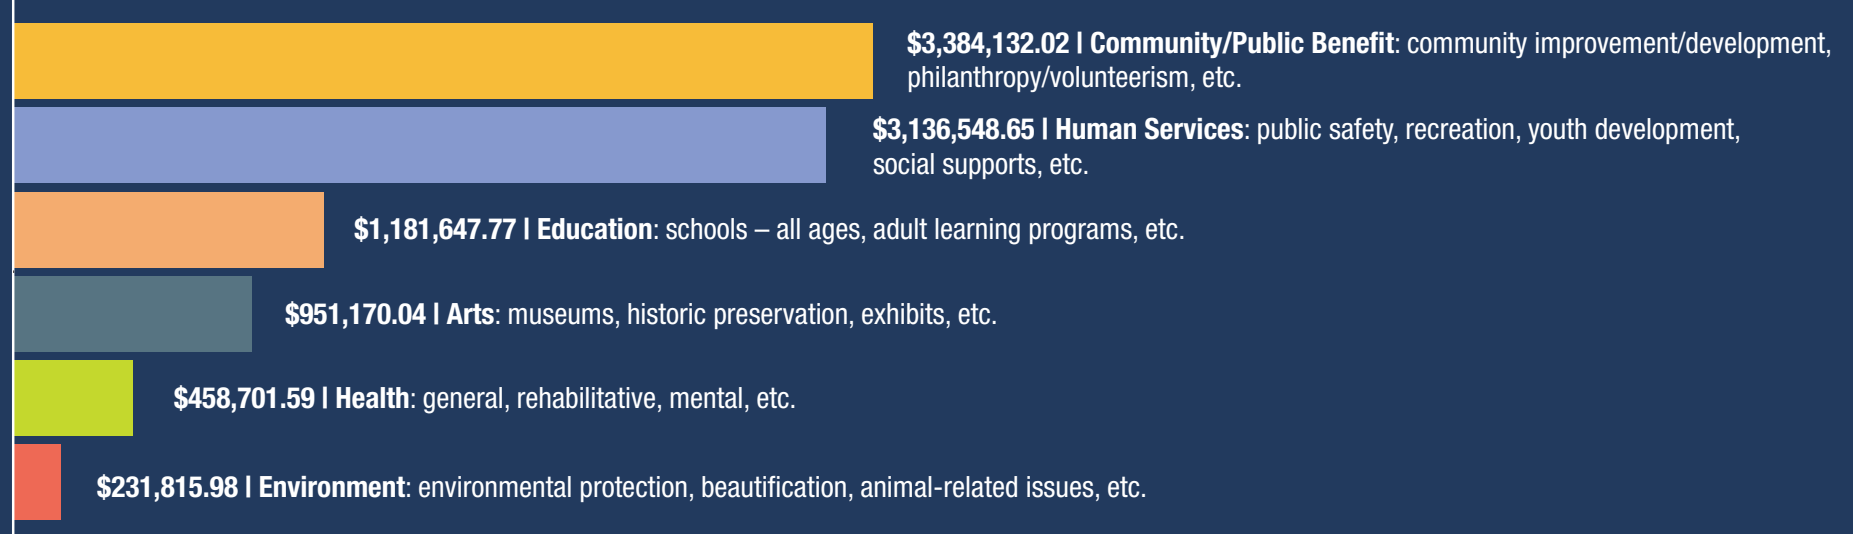 $3,384,132.02 | Community/Public Benefit: community improvement/development,
philanthropy/volunteerism, etc.
$3,136,548.65 | Human Services: public safety, recreation, youth development,
social supports, etc.
$1,181,647.77 | Education: schools – all ages, adult learning programs, etc.
$951,170.04 | Arts: museums, historic preservation, exhibits, etc.
$458,701.59 | Health: general, rehabilitative, mental, etc.
$231,815.98 | Environment: environmental protection, beautification, animal-related issues, etc.